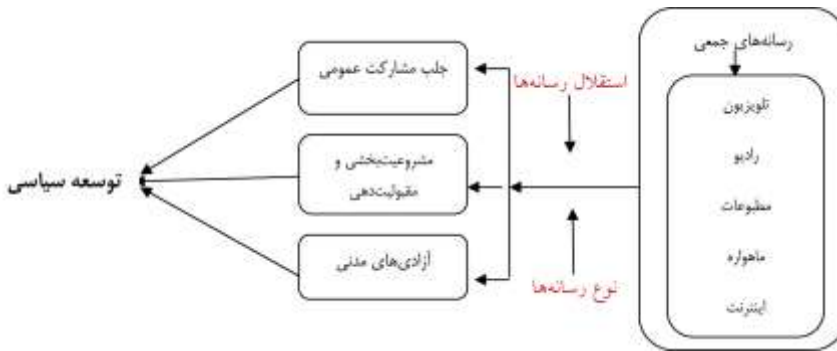 رسانه‌های جمعی
تلویزیون
رادیو
مطبوعات
ماهواره
اینترنت
استقلال رسانه‌ها
نوع رسانه‌ها
جلب مشارکت عمومی
مشروعیت‌بخشی و
مقبولیت‌دهی
آزادی‌های مدنی
توسعه سیاسی